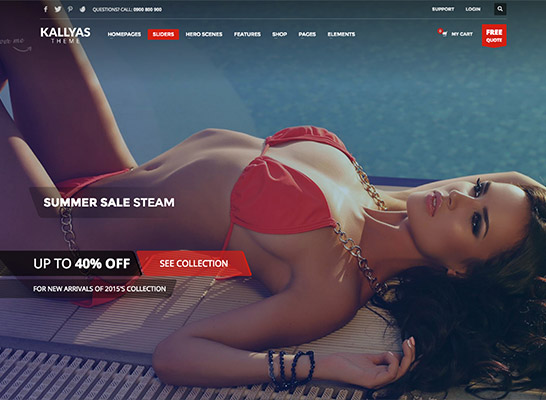 QUESTIONS? CALL: 0900 800 900
SUPPORT LOGIN
KALLYAS
THEME
HOMEPAGES SLIDERS HERO SCENES FEATURES SHOP PAGES ELEMENTS
MY CART
FREE
QUOTE
SUMMER SALE STEAM
UP TO 40% OFF SEE COLLECTION
FOR NEW ARRIVALS OF 2015'S COLLECTION